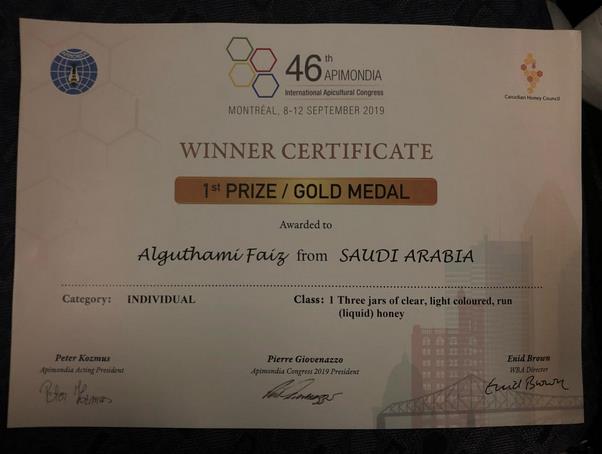 46th
APIMONDIA
International Apicultural Congress
MONTRÉAL, 8-12 SEPTEMBER 2019
Canadian Honey Council
WINNER CERTIFICATE
1st PRIZE / GOLD MEDAL
Awarded to
Alguthami Faiz from SAUDI ARABIA
Category: INDIVIDUAL
Class: 1 Three jars of clear, light coloured, run
(liquid) honey
Peter Kozmus
Apimondia Acting President
Pierre Giovenazzo
Apimondia Congress 2019 President
Enid Brown
WBA Director
Enid Brown